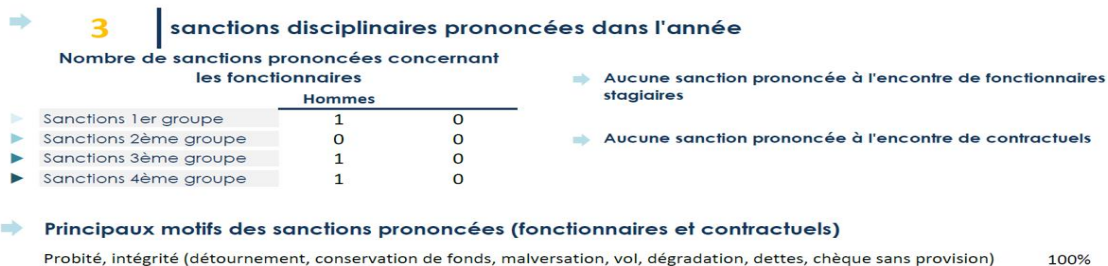 3 sanctions disciplinaires prononcées dans l'année
Nombre de sanctions prononcées concernant
les fonctionnaires
Hommes
Sanctions 1er groupe 1 0
Sanctions 2ème groupe 0 0
Sanctions 3ème groupe 1 0
Sanctions 4ème groupe 1 0
Aucune sanction prononcée à l'encontre de fonctionnaires
stagiaires
Aucune sanction prononcée à l'encontre de contractuels
Principaux motifs des sanctions prononcées (fonctionnaires et contractuels)
Probité, intégrité (détournement, conservation de fonds, malversation, vol, dégradation, dettes, chèque sans provision) 100%